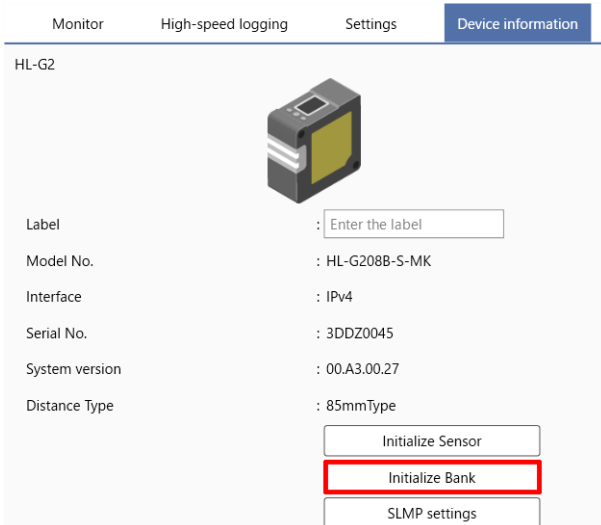 Monitor High-speed logging Settings Device information
HL-G2
Label : Enter the label
Model No. : HL-G208B-S-MK
Interface : IPv4
Serial No. : 3DDZ0045
System version : 00.A3.00.27
Distance Type : 85mmType
Initialize Sensor
Initialize Bank
SLMP settings